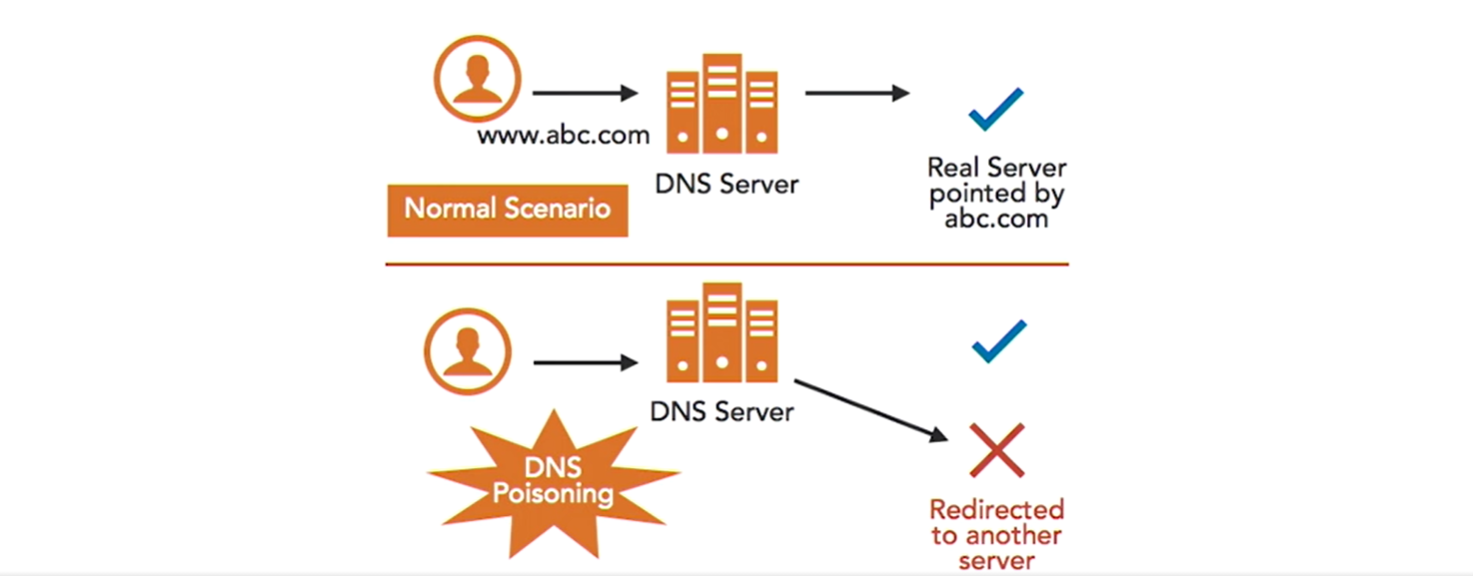 www.abc.com
DNS Server
Real Server
pointed by
abc.com
Normal Scenario
DNS Server
DNS
Poisoning
Redirected
to another
server